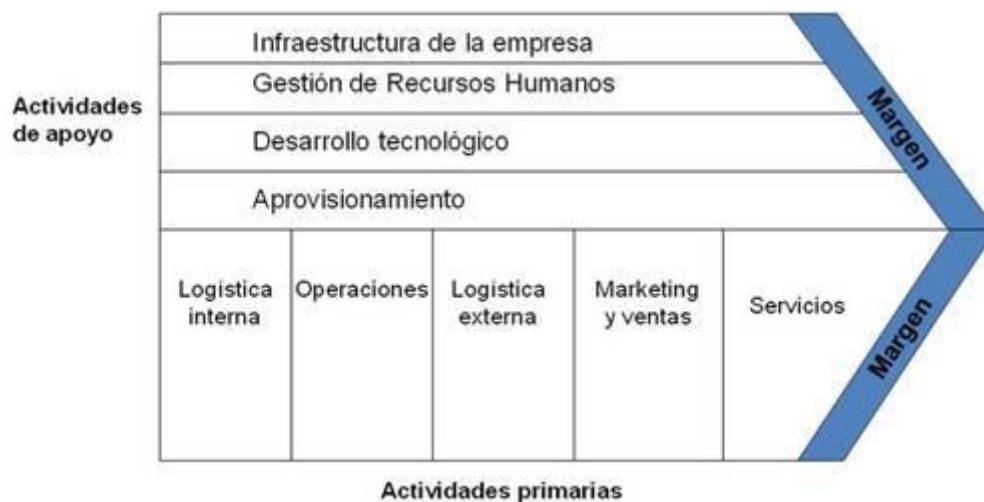 Infraestructura de la empresa
Gestión de Recursos Humanos
Actividades
de apoyo
Desarrollo tecnológico
Aprovisionamiento
Margen
Logística
interna
Operaciones
Logística
externa
Marketing
y ventas
Servicios
Margen
Actividades primarias